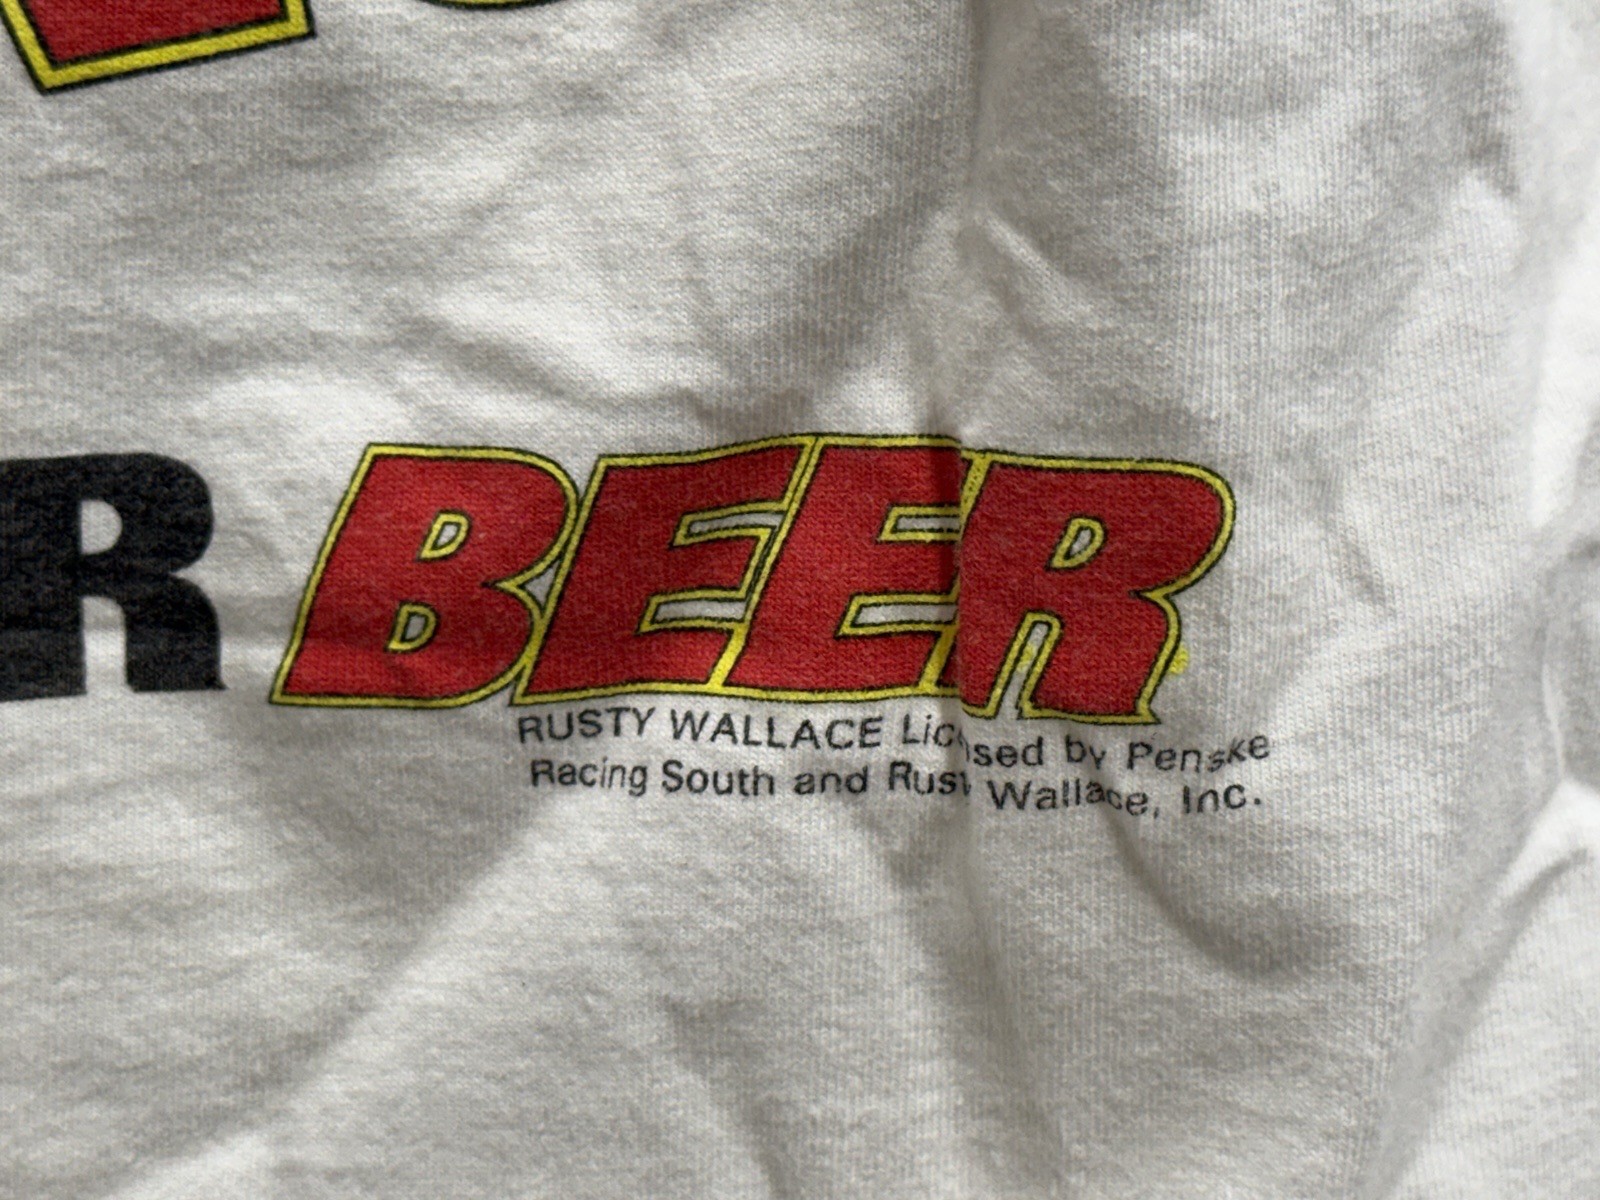 R BEER
RUSTY WALLACE Licensed by Penske
Racing South and Rusty Wallace, Inc.